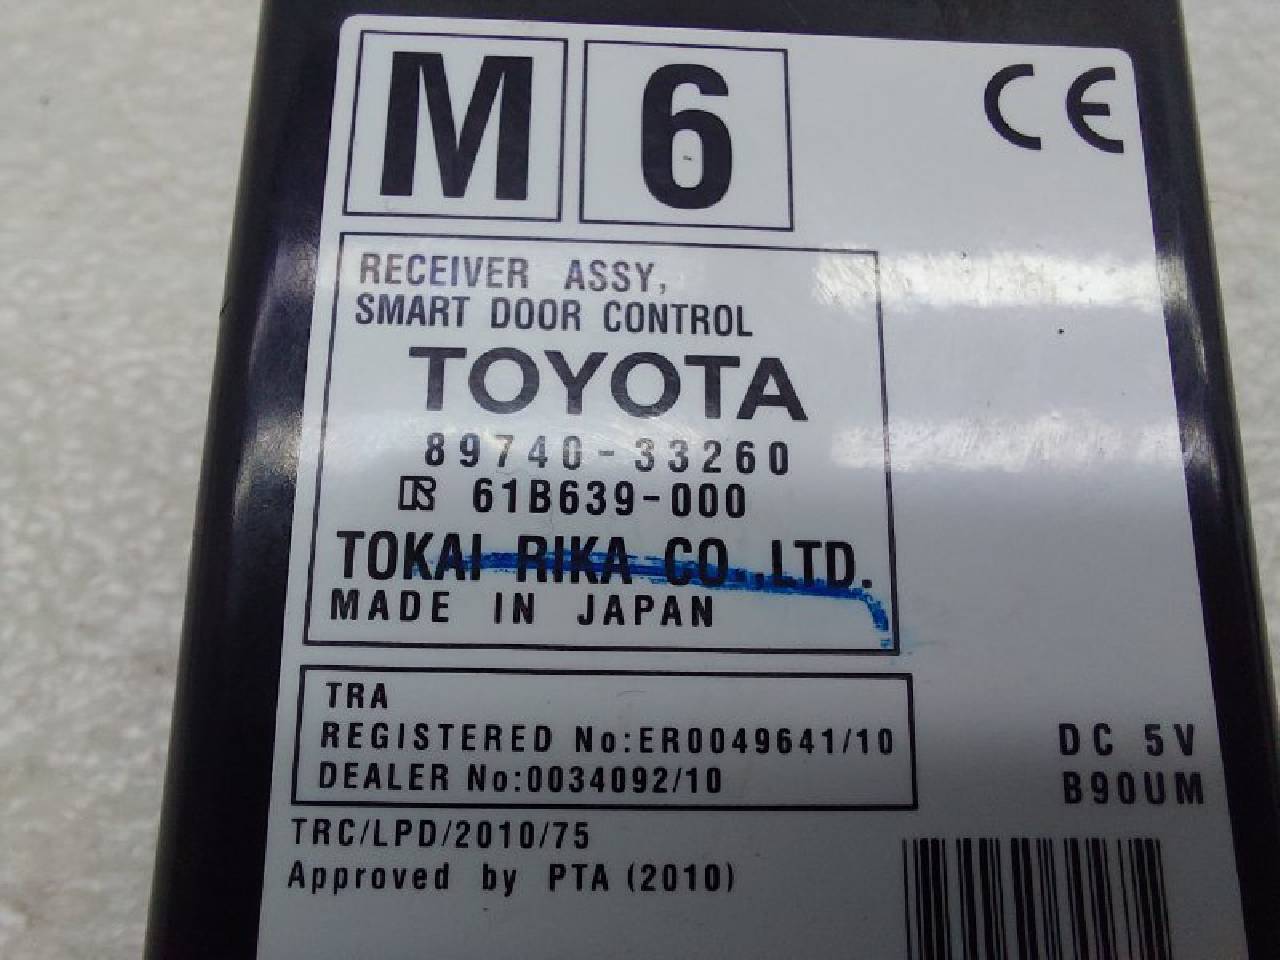 M 6
CE
RECEIVER ASSY,
SMART DOOR CONTROL
TOYOTA
89740-33260
R 61B639-000
TOKAI RIKA CO.,LTD.
MADE IN JAPAN
TRA
REGISTERED No:ER0049641/10
DEALER No:0034092/10
DC 5V
B90UM
TRC/LPD/2010/75
Approved by PTA (2010)